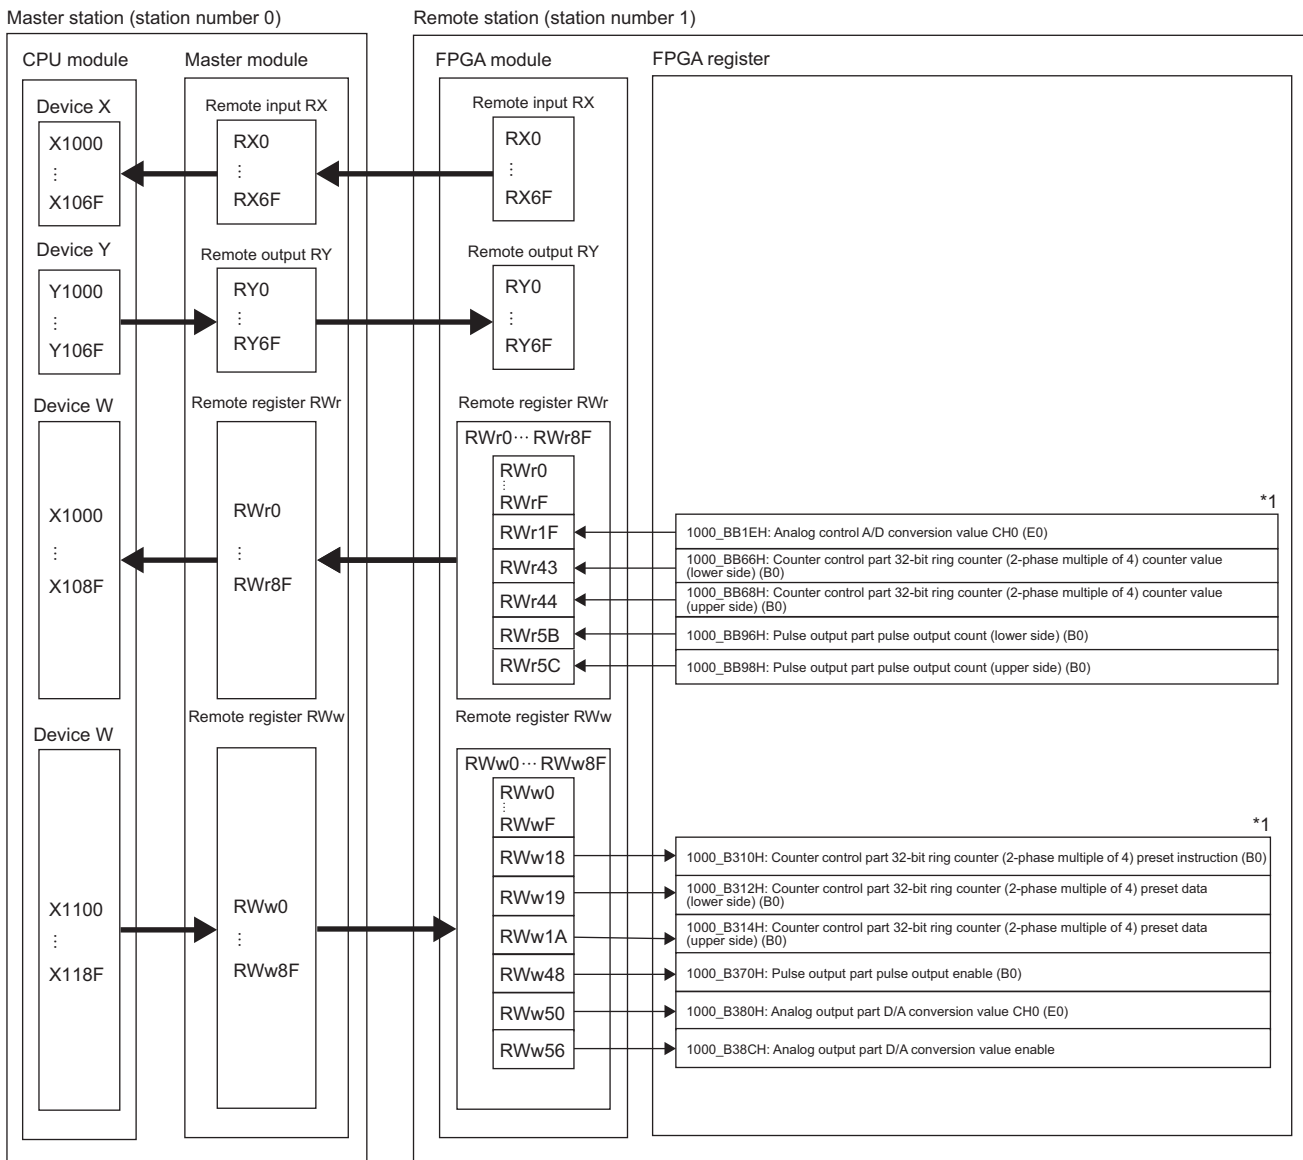 Master station (station number 0)
Remote station (station number 1)
CPU module
Master module
FPGA module
FPGA register
Device X
X1000
⋮
X106F
Remote input RX
RX0
⋮
RX6F
Remote input RX
RX0
⋮
RX6F
Device Y
Y1000
⋮
Y106F
Remote output RY
RY0
⋮
RY6F
Remote output RY
RY0
⋮
RY6F
Device W
X1000
⋮
X108F
Remote register RWr
RWr0
⋮
RWr8F
Remote register RWr
RWr0⋯ RWr8F
RWr0
⋮
RWrF
*1
RWr1F
1000_BB1EH: Analog control A/D conversion value CH0 (E0)
RWr43
1000_BB66H: Counter control part 32-bit ring counter (2-phase multiple of 4) counter value
(lower side) (B0)
RWr44
1000_BB68H: Counter control part 32-bit ring counter (2-phase multiple of 4) counter value
(upper side) (B0)
RWr5B
1000_BB96H: Pulse output part pulse output count (lower side) (B0)
RWr5C
1000_BB98H: Pulse output part pulse output count (upper side) (B0)
Device W
X1100
⋮
X118F
Remote register RWw
RWw0
⋮
RWw8F
Remote register RWw
RWw0⋯ RWw8F
RWw0
⋮
RWwF
*1
RWw18
1000_B310H: Counter control part 32-bit ring counter (2-phase multiple of 4) preset instruction (B0)
RWw19
1000_B312H: Counter control part 32-bit ring counter (2-phase multiple of 4) preset data
(lower side) (B0)
RWw1A
1000_B314H: Counter control part 32-bit ring counter (2-phase multiple of 4) preset data
(upper side) (B0)
RWw48
1000_B370H: Pulse output part pulse output enable (B0)
RWw50
1000_B380H: Analog output part D/A conversion value CH0 (E0)
RWw56
1000_B38CH: Analog output part D/A conversion value enable